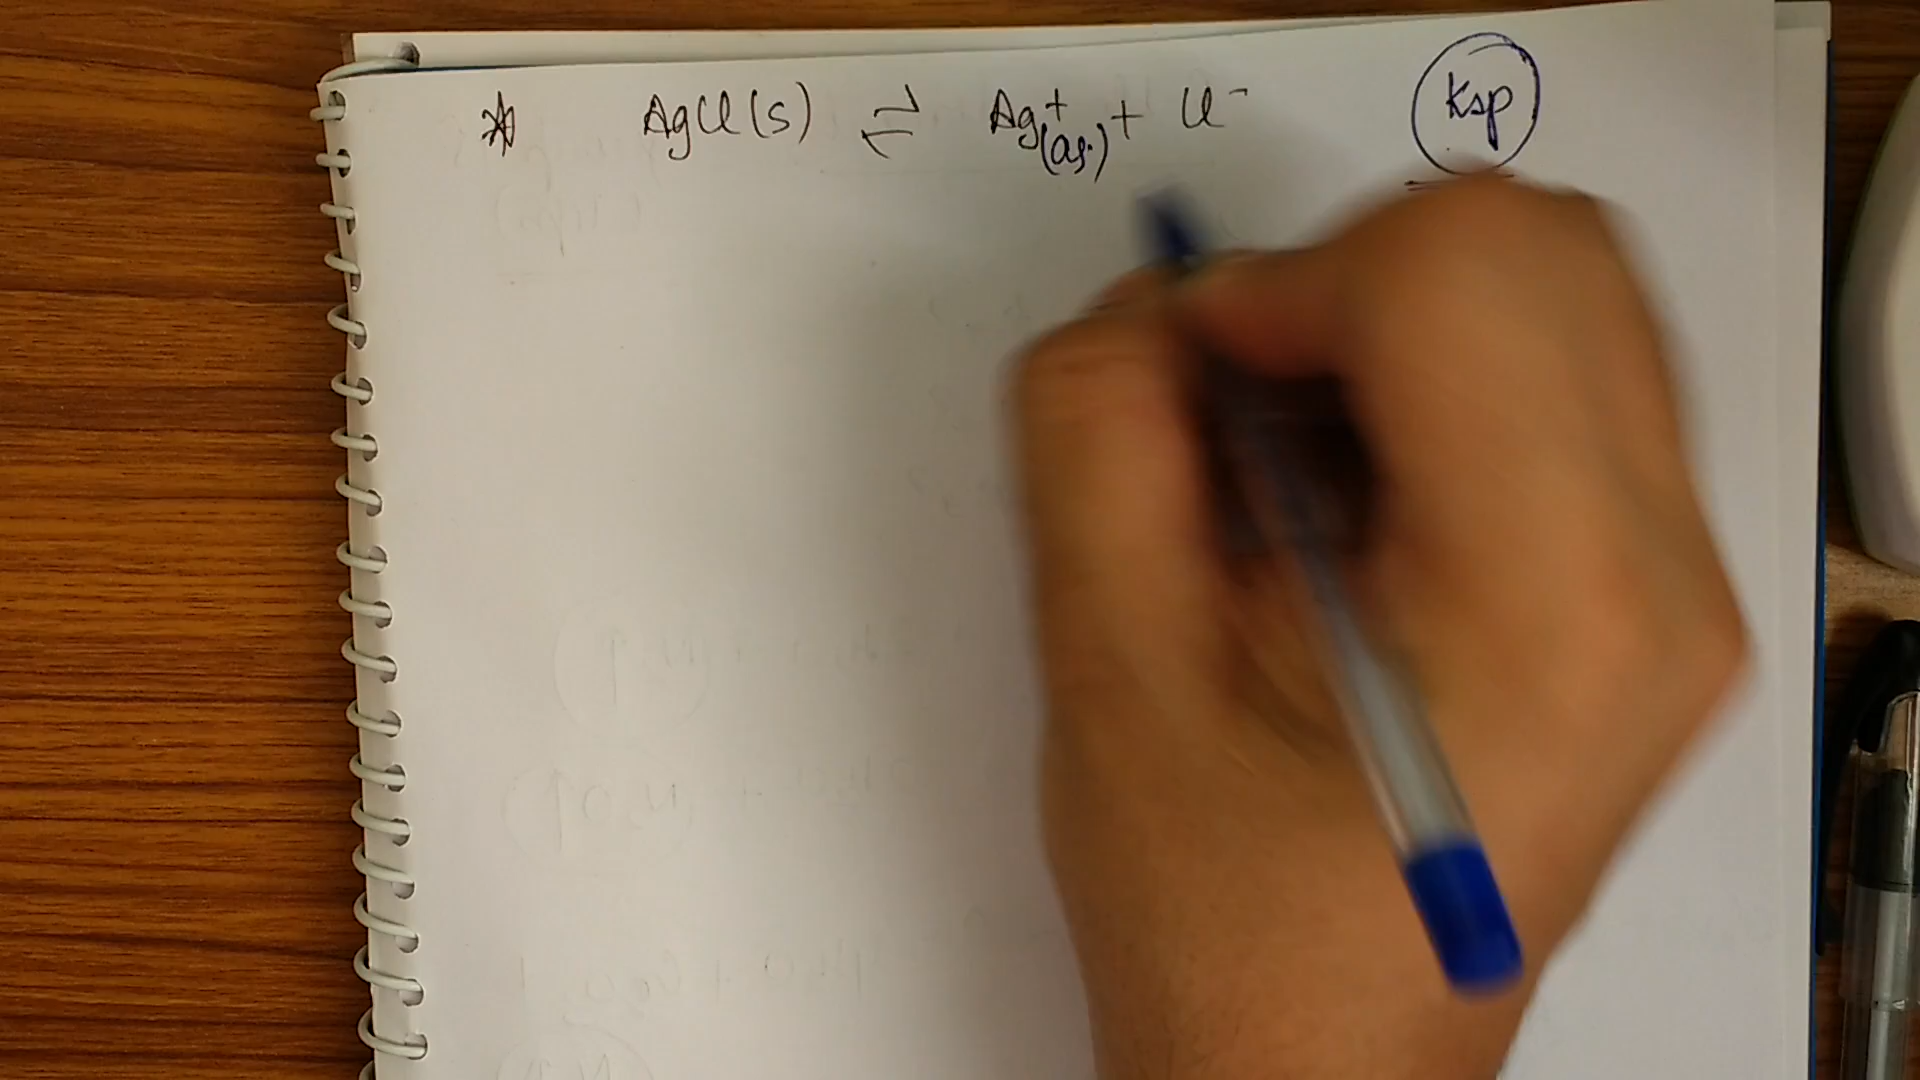 * AgCl(s) ⇌ Ag+(aq.) + Cl- Ksp